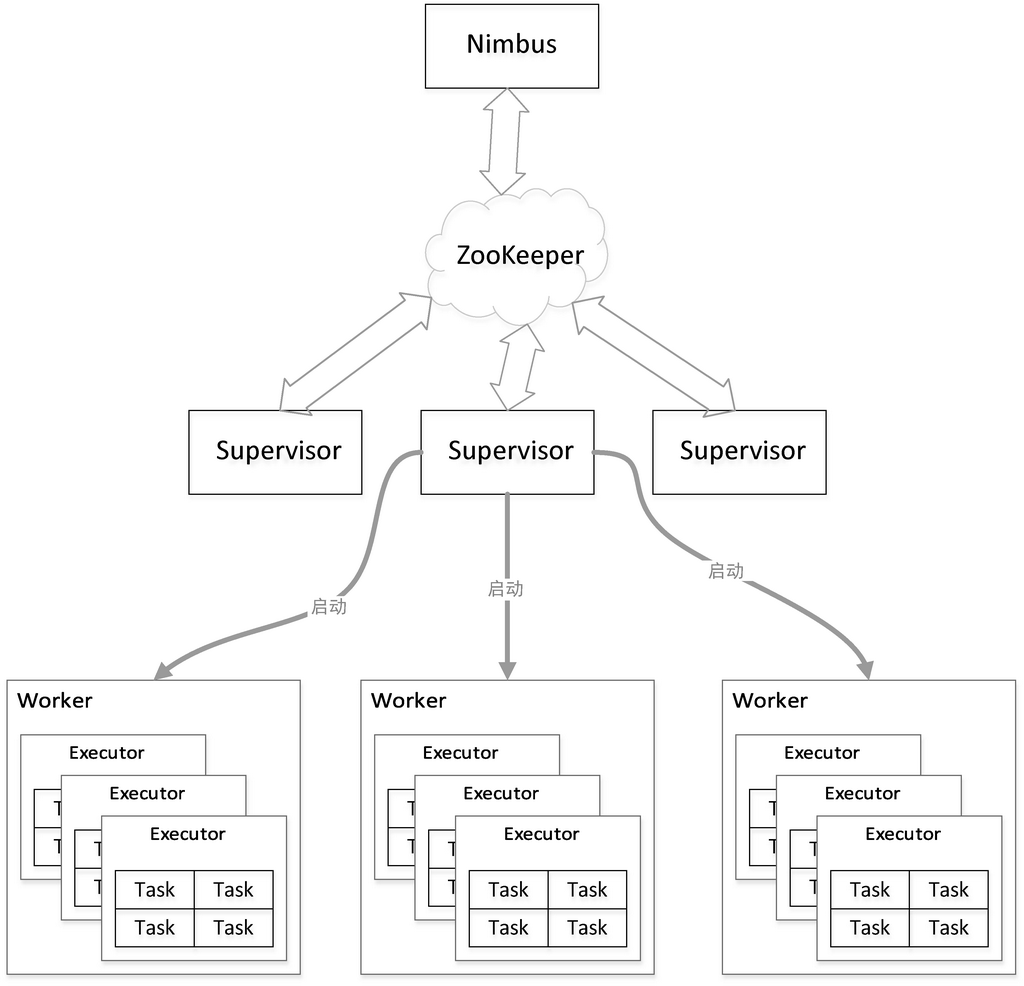 Nimbus
ZooKeeper
Supervisor Supervisor Supervisor
启动
启动
启动
Worker Worker Worker
Executor Executor Executor
Executor Executor Executor
Executor Executor Executor
Task Task Task Task Task Task
Task Task Task Task Task Task